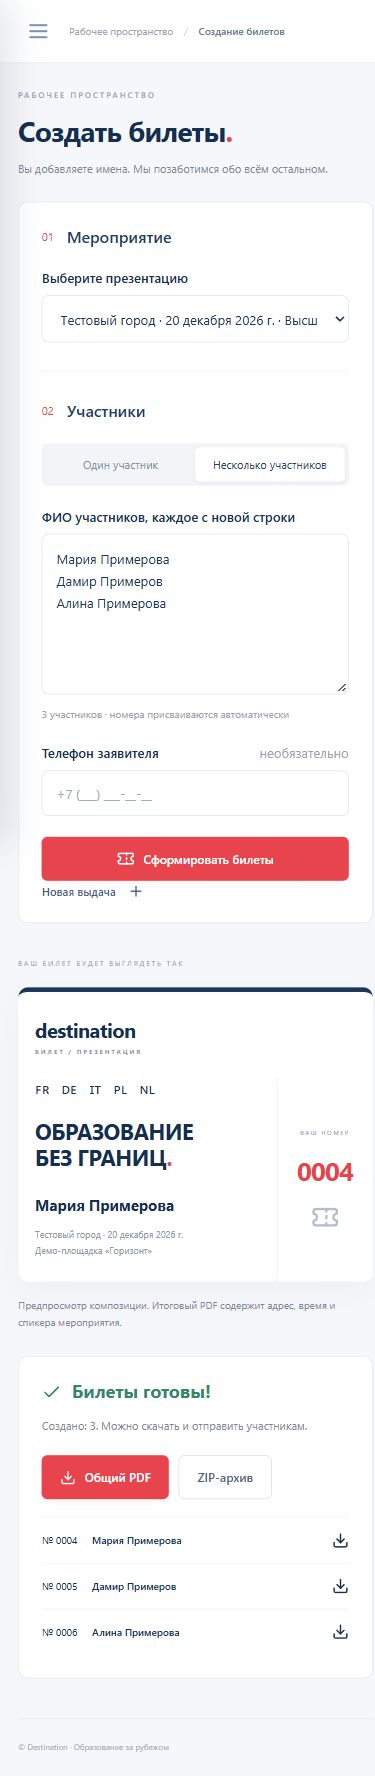 Рабочее пространство / Создание билетов
РАБОЧЕЕ ПРОСТРАНСТВО
Создать билеты.
Вы добавляете имена. Мы позаботимся обо всём остальном.
01 Мероприятие
Выберите презентацию
Тестовый город · 20 декабря 2026 г. · Высш
02 Участники
Один участник Несколько участников
ФИО участников, каждое с новой строки
Мария Примерова
Дамир Примеров
Алина Примерова
3 участников · номера присваиваются автоматически
Телефон заявителя необязательно
+7 (___) ___-__-__
Сформировать билеты
Новая выдача +
ВАШ БИЛЕТ БУДЕТ ВЫГЛЯДЕТЬ ТАК
destination
БИЛЕТ / ПРЕЗЕНТАЦИЯ
FR DE IT PL NL
ОБРАЗОВАНИЕ
БЕЗ ГРАНИЦ.
Мария Примерова
Тестовый город · 20 декабря 2026 г.
Демо-площадка «Горизонт»
ВАШ НОМЕР
0004
Предпросмотр композиции. Итоговый PDF содержит адрес, время и
спикера мероприятия.
Билеты готовы!
Создано: 3. Можно скачать и отправить участникам.
Общий PDF ZIP-архив
№ 0004 Мария Примерова
№ 0005 Дамир Примеров
№ 0006 Алина Примерова
© Destination · Образование за рубежом